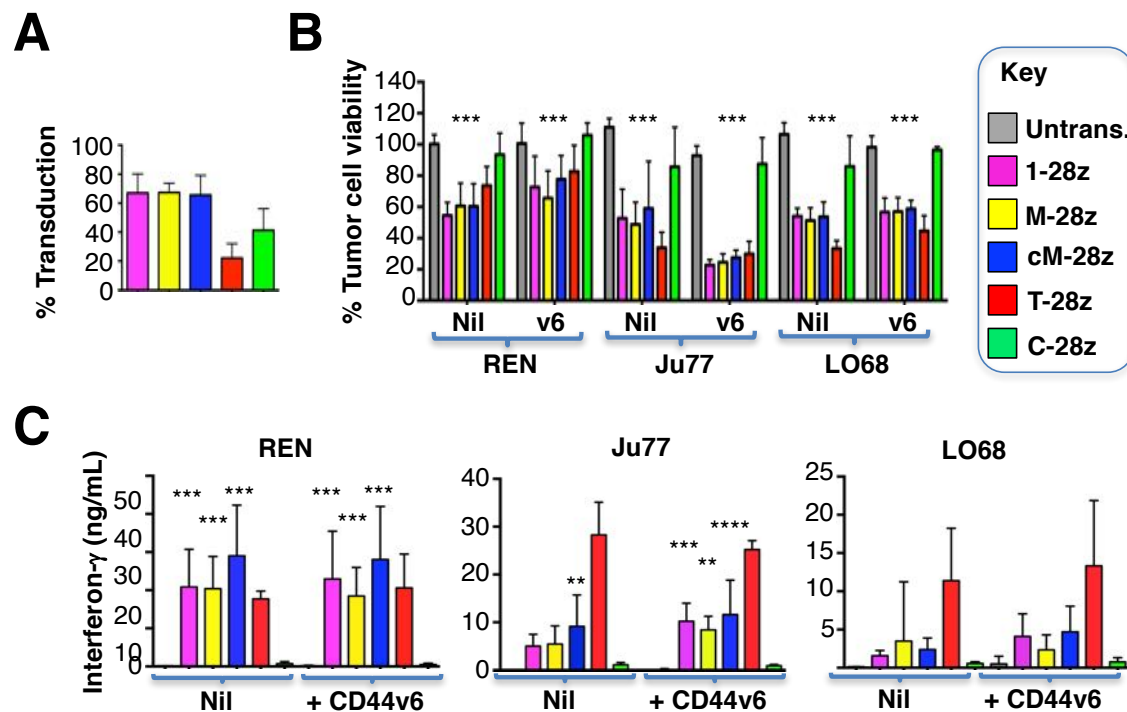 A
% Transduction
100
80
60
40
20
0
B
% Tumor cell viability
140
120
100
80
60
40
20
0
*** *** *** *** *** ***
Nil v6 Nil v6 Nil v6
REN Ju77 LO68
Key
Untrans.
1-28z
M-28z
cM-28z
T-28z
C-28z
C
Interferon-γ (ng/mL)
REN
50
40
30
20
10
0
*** *** *** *** *** ***
Nil + CD44v6
Ju77
40
30
20
10
0
** *** ** ****
Nil + CD44v6
LO68
25
20
15
10
5
Nil + CD44v6